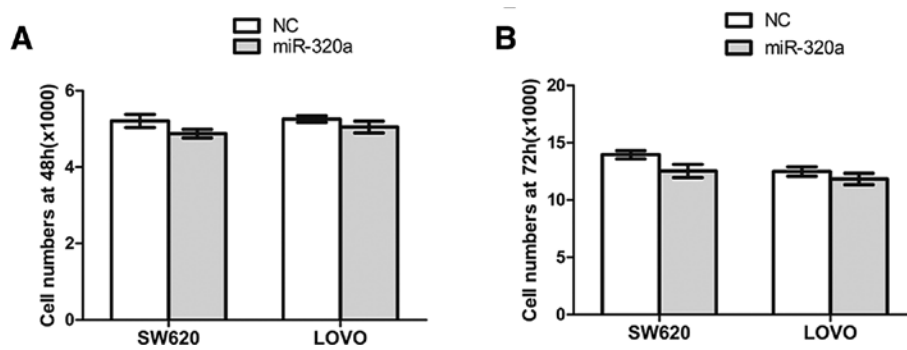 A
NC
miR-320a
Cell numbers at 48h(x1000)
6
4
2
0
SW620
LOVO
B
NC
miR-320a
Cell numbers at 72h(x1000)
20
15
10
5
0
SW620
LOVO